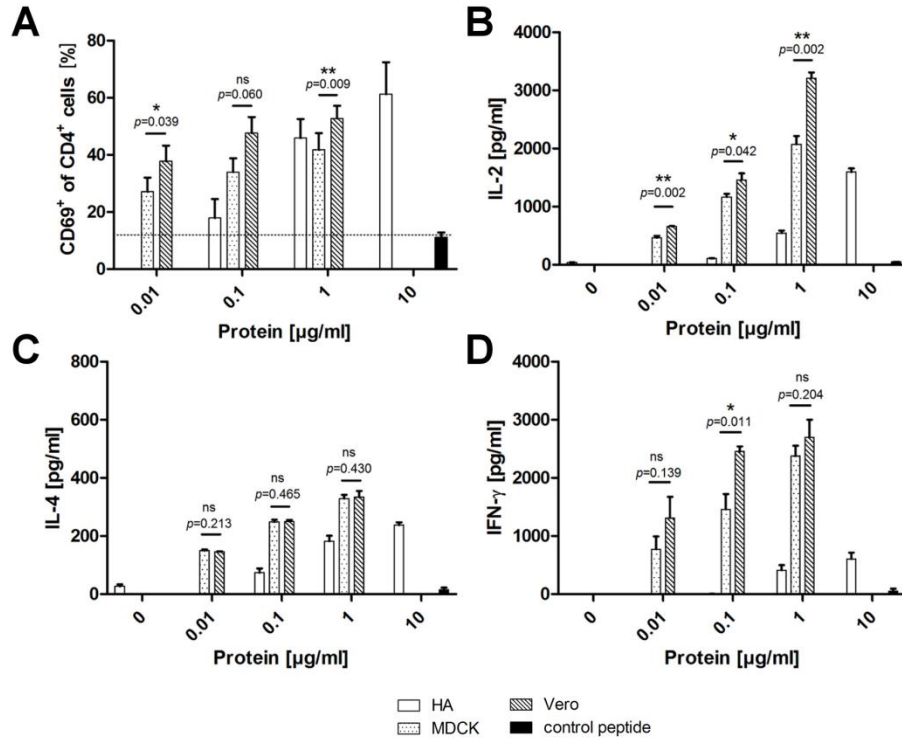 A
CD69⁺ of CD4⁺ cells [%]
80
60
40
20
0
*
p=0.039
ns
p=0.060
**
p=0.009
0.01
0.1
1
10
Protein [µg/ml]
B
IL-2 [pg/ml]
4000
3000
2000
1000
0
**
p=0.002
*
p=0.042
**
p=0.002
0
0.01
0.1
1
10
Protein [µg/ml]
C
IL-4 [pg/ml]
800
600
400
200
0
ns
p=0.213
ns
p=0.465
ns
p=0.430
0
0.01
0.1
1
10
Protein [µg/ml]
D
IFN-γ [pg/ml]
4000
3000
2000
1000
0
ns
p=0.139
*
p=0.011
ns
p=0.204
0
0.01
0.1
1
10
Protein [µg/ml]
HA
MDCK
Vero
control peptide